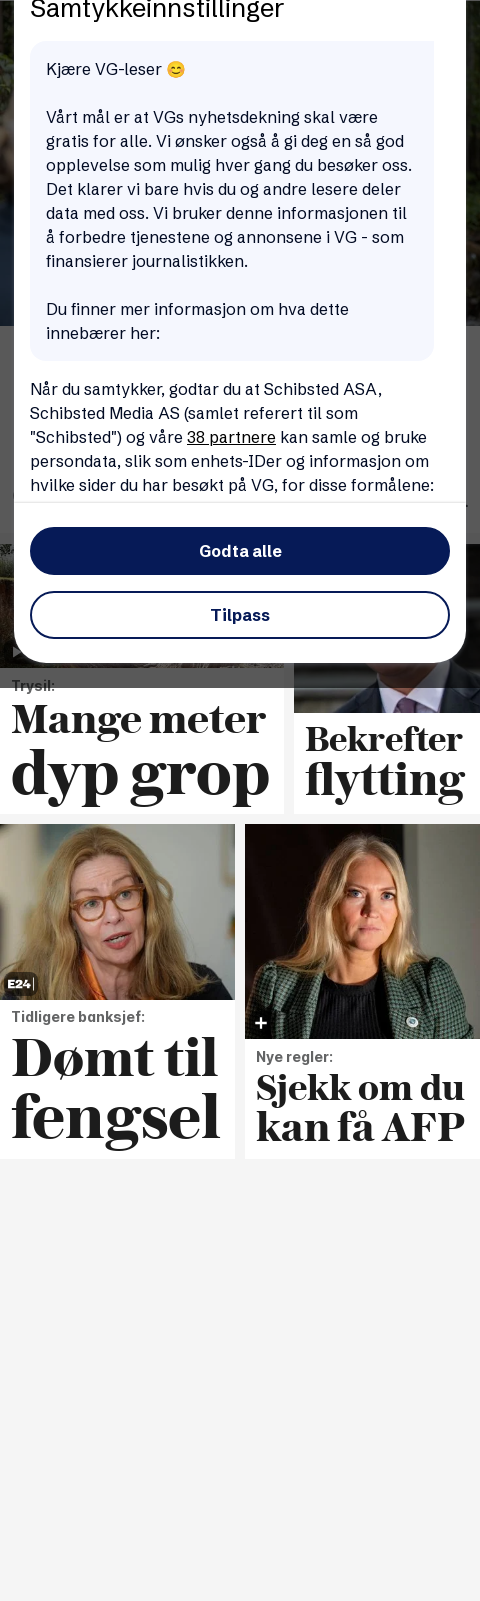 Samtykkeinnstillinger
Kjære VG-leser 😊
Vårt mål er at VGs nyhetsdekning skal være
gratis for alle. Vi ønsker også å gi deg en så god
opplevelse som mulig hver gang du besøker oss.
Det klarer vi bare hvis du og andre lesere deler
data med oss. Vi bruker denne informasjonen til
å forbedre tjenestene og annonsene i VG - som
finansierer journalistikken.
Du finner mer informasjon om hva dette
innebærer her:
Når du samtykker, godtar du at Schibsted ASA,
Schibsted Media AS (samlet referert til som
"Schibsted") og våre 38 partnere kan samle og bruke
persondata, slik som enhets-IDer og informasjon om
hvilke sider du har besøkt på VG, for disse formålene:
Godta alle
Tilpass
Trysil:
Mange meter
dyp grop
Bekrefter
flytting
E24
Tidligere banksjef:
Dømt til
fengsel
Nye regler:
Sjekk om du
kan få AFP